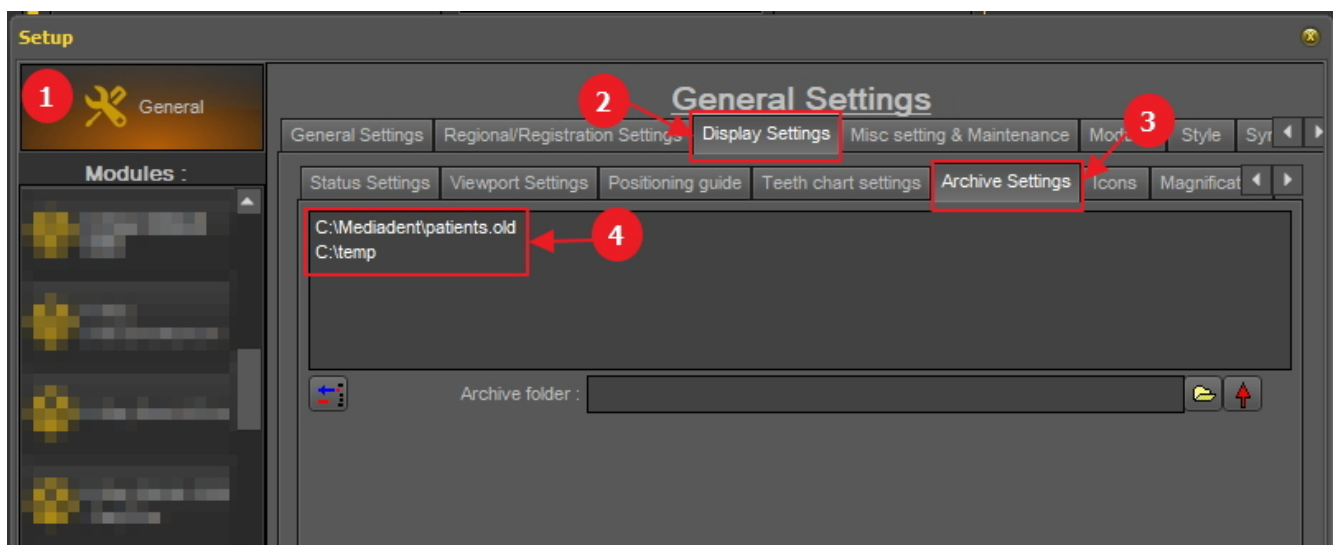 Setup
1
General
2
General Settings
3
General Settings
Regional/Registration Settings
Display Settings
Misc setting & Maintenance
Style
Modules :
Status Settings
Viewport Settings
Positioning guide
Teeth chart settings
Archive Settings
Icons
Magnificat
C:\Mediadent\patients.old
C:\temp
4
Archive folder :